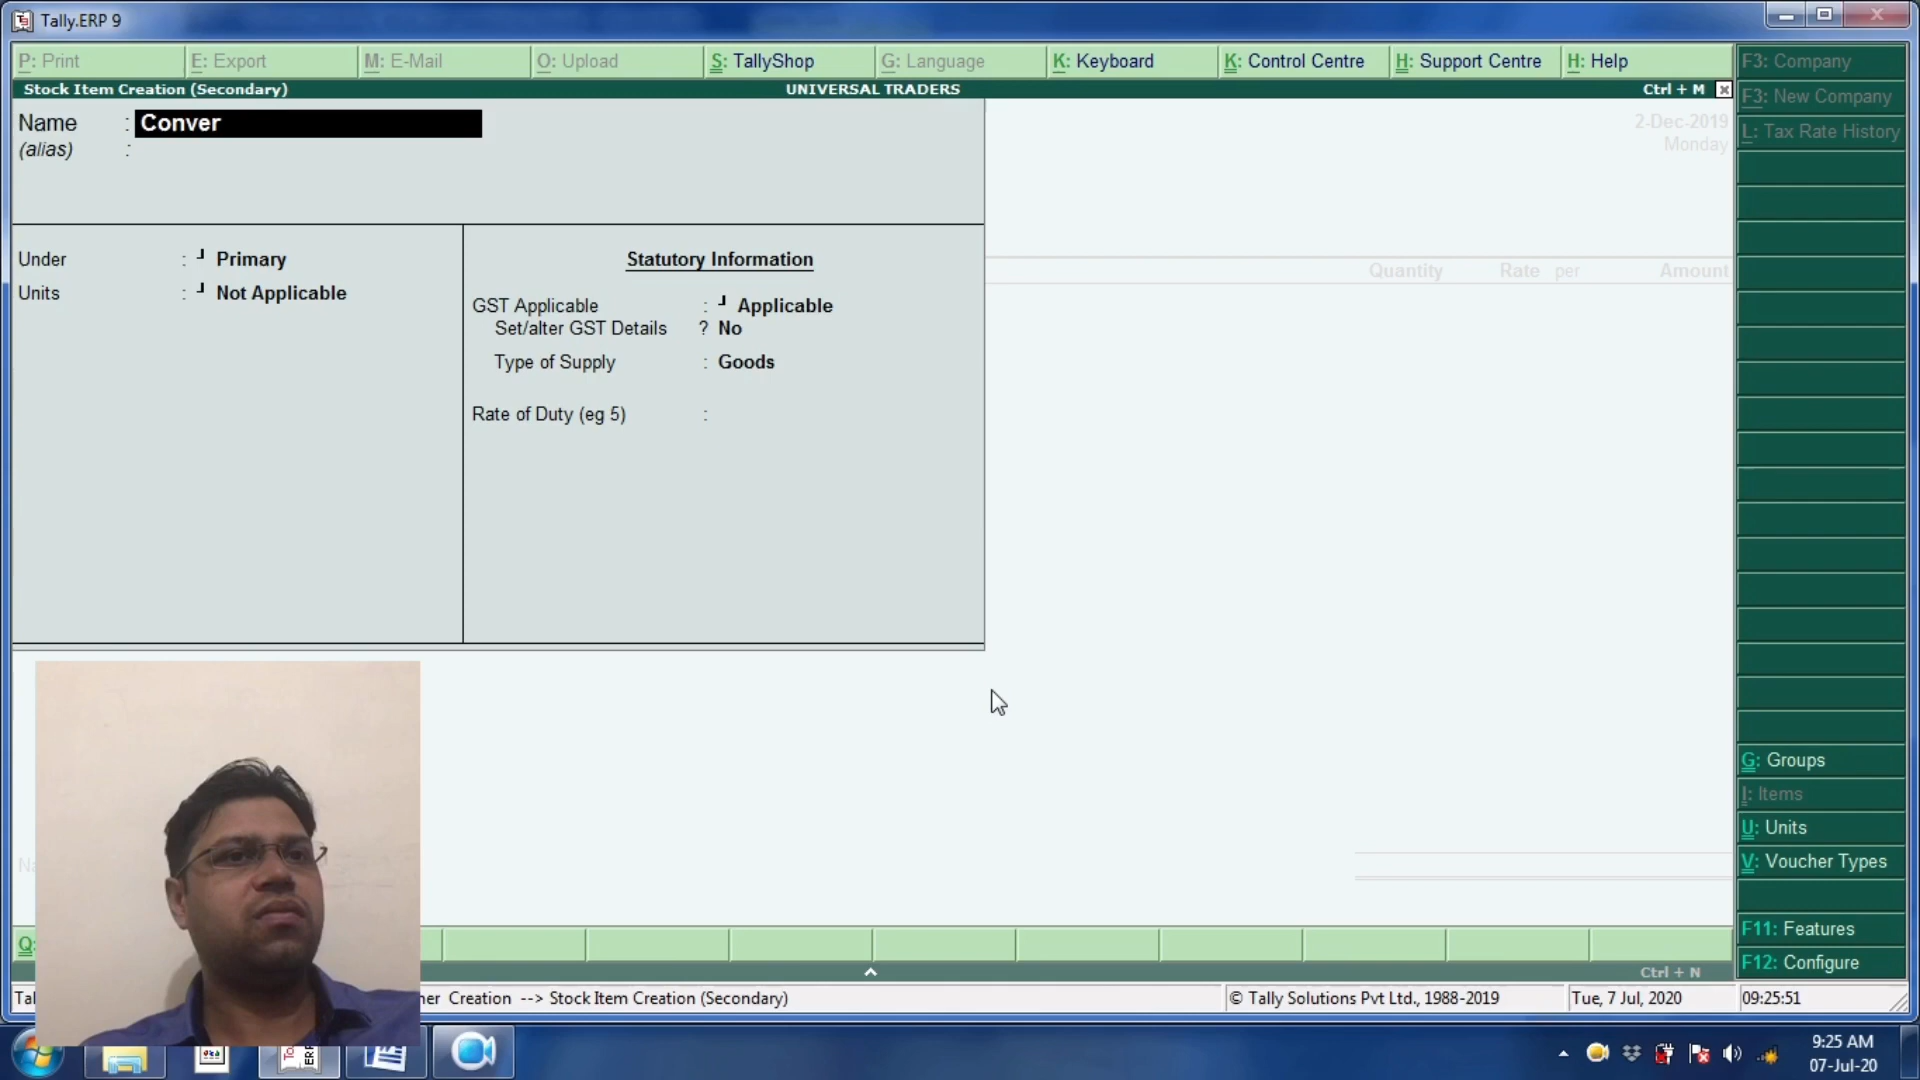 Tally.ERP 9
P: Print E: Export M: E-Mail O: Upload S: TallyShop G: Language K: Keyboard K: Control Centre H: Support Centre H: Help
Stock Item Creation (Secondary) UNIVERSAL TRADERS Ctrl + M
Name : Conver
(alias) :
2-Dec-2019
Monday
Under : Primary
Units : Not Applicable
Statutory Information
GST Applicable : Applicable
Set/alter GST Details ? No
Type of Supply : Goods
Rate of Duty (eg 5) :
Quantity Rate per Amount
F3: Company
F3: New Company
L: Tax Rate History
G: Groups
I: Items
U: Units
V: Voucher Types
F11: Features
F12: Configure
Q:
Ctrl + N
Creation --> Stock Item Creation (Secondary) © Tally Solutions Pvt Ltd., 1988-2019 Tue, 7 Jul, 2020 09:25:51
9:25 AM
07-Jul-20